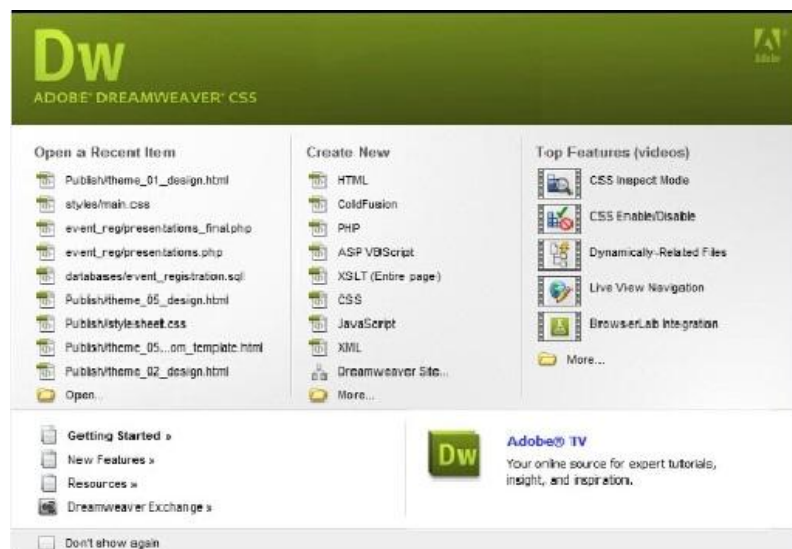 Dw
ADOBE® DREAMWEAVER® CS5
Adobe
Open a Recent Item
Publish/theme_01_design.html
styles/main.css
event_reg/presentations_final.php
event_reg/presentations.php
databases/event_registration.sql
Publish/theme_05_design.html
Publish/stylesheet.css
Publish/theme_05...om_template.html
Publish/theme_02_design.html
Open...
Create New
HTML
ColdFusion
PHP
ASP VBScript
XSLT (Entire page)
CSS
JavaScript
XML
Dreamweaver Site...
More...
Top Features (videos)
CSS Inspect Mode
CSS Enable/Disable
Dynamically-Related Files
Live View Navigation
BrowserLab Integration
More...
Getting Started »
New Features »
Resources »
Dreamweaver Exchange »
Dw
Adobe® TV
Your online source for expert tutorials,
insight, and inspiration.
Don't show again